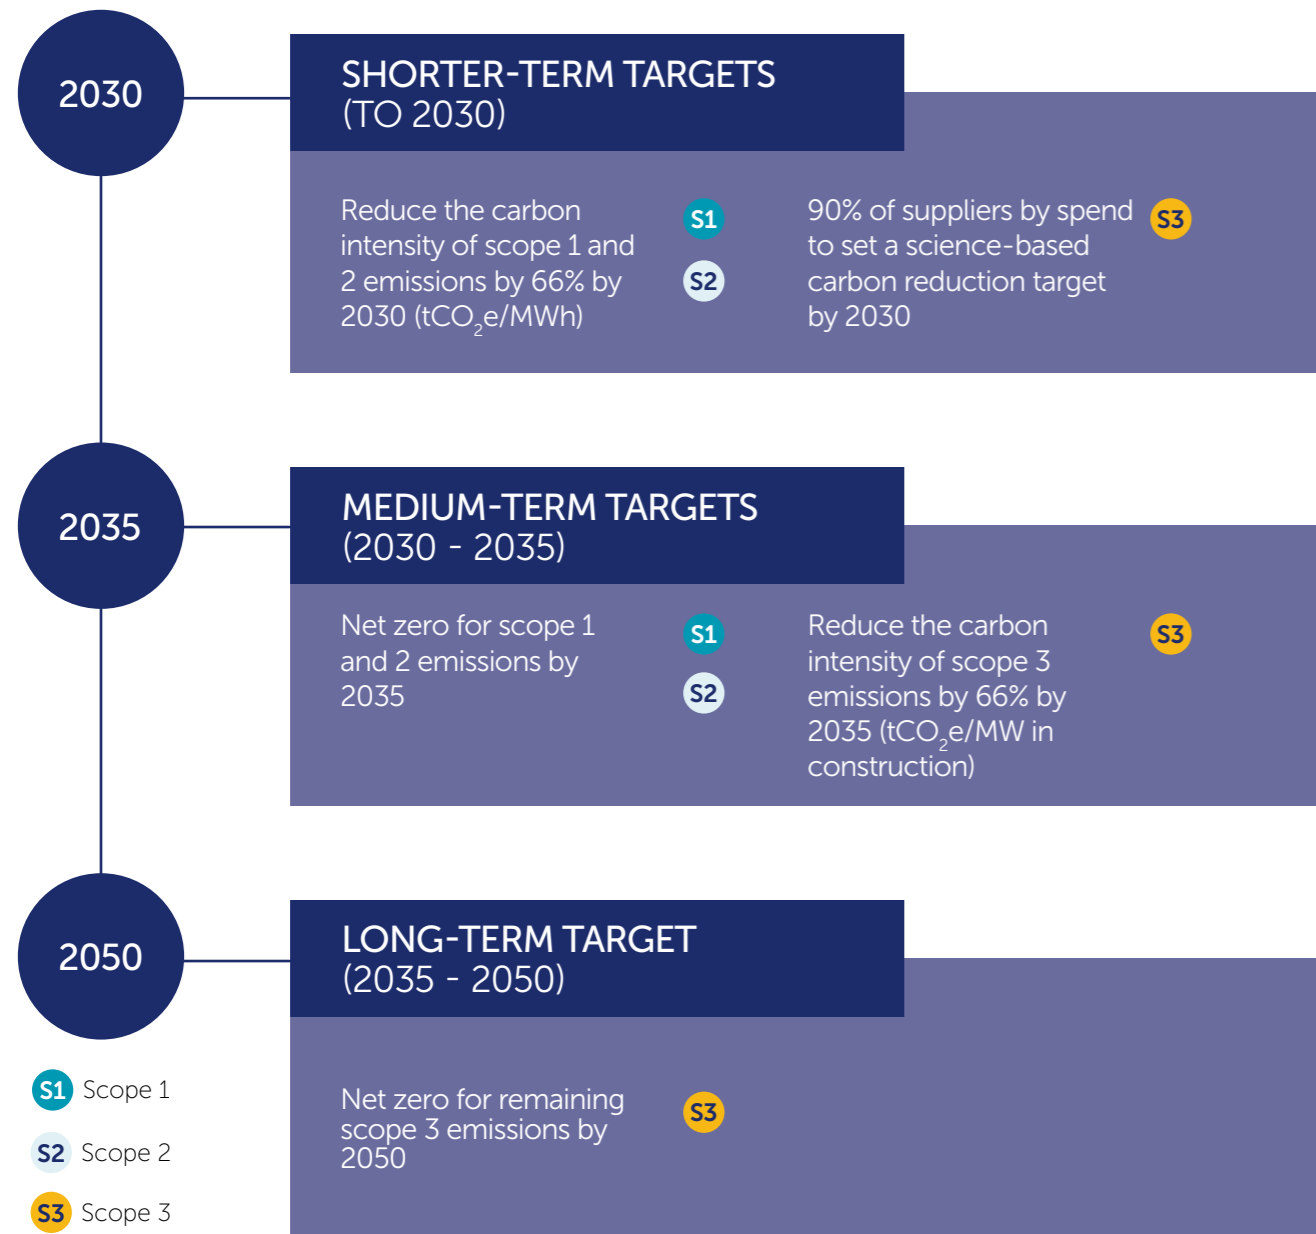 2030
SHORTER-TERM TARGETS
(TO 2030)
Reduce the carbon
intensity of scope 1 and
2 emissions by 66% by
2030 (tCO₂e/MWh)
S1
S2
90% of suppliers by spend
to set a science-based
carbon reduction target
by 2030
S3
2035
MEDIUM-TERM TARGETS
(2030 - 2035)
Net zero for scope 1
and 2 emissions by
2035
S1
S2
Reduce the carbon
intensity of scope 3
emissions by 66% by
2035 (tCO₂e/MW in
construction)
S3
2050
LONG-TERM TARGET
(2035 - 2050)
Net zero for remaining
scope 3 emissions by
2050
S3
S1 Scope 1
S2 Scope 2
S3 Scope 3